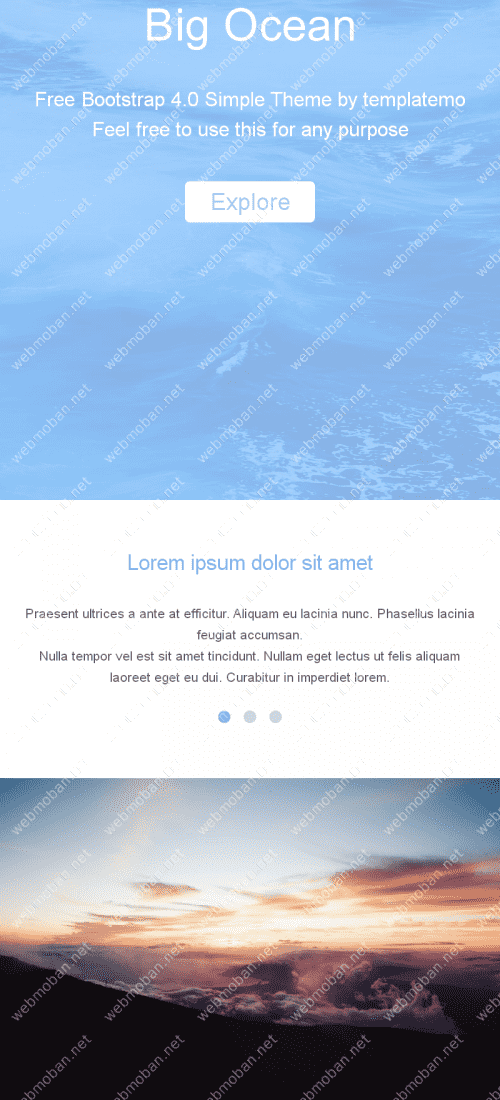 Big Ocean
Free Bootstrap 4.0 Simple Theme by templatemo
Feel free to use this for any purpose
Explore
Lorem ipsum dolor sit amet
Praesent ultrices a ante at efficitur. Aliquam eu lacinia nunc. Phasellus lacinia
feugiat accumsan.
Nulla tempor vel est sit amet tincidunt. Nullam eget lectus ut felis aliquam
laoreet eget eu dui. Curabitur in imperdiet lorem.
webmoban.net